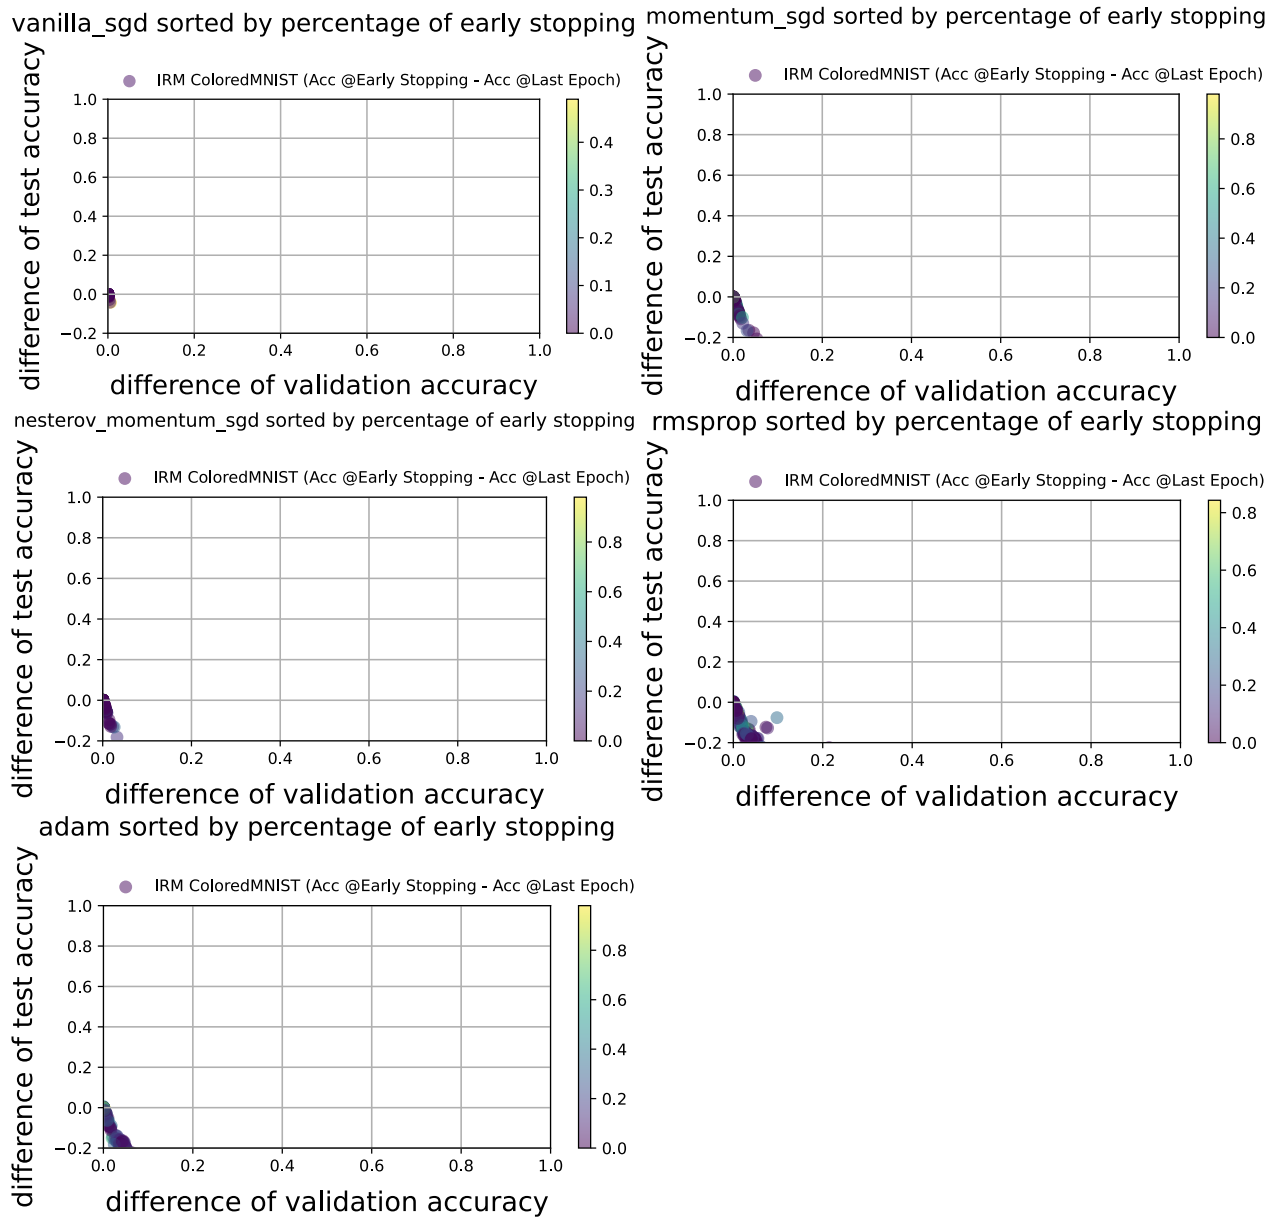 vanilla_sgd sorted by percentage of early stopping
IRM ColoredMNIST (Acc @Early Stopping - Acc @Last Epoch)
difference of test accuracy
1.0
0.8
0.6
0.4
0.2
0.0
−0.2
0.0 0.2 0.4 0.6 0.8 1.0
difference of validation accuracy
0.4
0.3
0.2
0.1
0.0
momentum_sgd sorted by percentage of early stopping
IRM ColoredMNIST (Acc @Early Stopping - Acc @Last Epoch)
difference of test accuracy
1.0
0.8
0.6
0.4
0.2
0.0
−0.2
0.0 0.2 0.4 0.6 0.8 1.0
difference of validation accuracy
0.8
0.6
0.4
0.2
0.0
nesterov_momentum_sgd sorted by percentage of early stopping
IRM ColoredMNIST (Acc @Early Stopping - Acc @Last Epoch)
difference of test accuracy
1.0
0.8
0.6
0.4
0.2
0.0
−0.2
0.0 0.2 0.4 0.6 0.8 1.0
difference of validation accuracy
0.8
0.6
0.4
0.2
0.0
rmsprop sorted by percentage of early stopping
IRM ColoredMNIST (Acc @Early Stopping - Acc @Last Epoch)
difference of test accuracy
1.0
0.8
0.6
0.4
0.2
0.0
−0.2
0.0 0.2 0.4 0.6 0.8 1.0
difference of validation accuracy
0.8
0.6
0.4
0.2
0.0
adam sorted by percentage of early stopping
IRM ColoredMNIST (Acc @Early Stopping - Acc @Last Epoch)
difference of test accuracy
1.0
0.8
0.6
0.4
0.2
0.0
−0.2
0.0 0.2 0.4 0.6 0.8 1.0
difference of validation accuracy
0.8
0.6
0.4
0.2
0.0